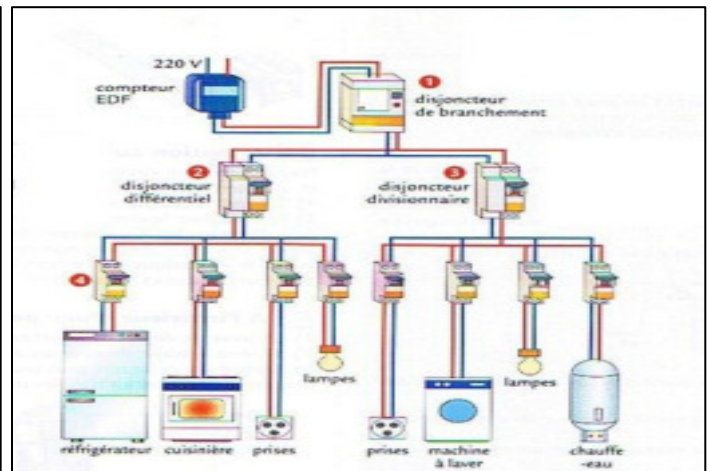 220 V
compteur
EDF
1
disjoncteur
de branchement
2
disjoncteur
différentiel
3
disjoncteur
divisionnaire
4
lampes
lampes
réfrigérateur
cuisinière
prises
prises
machine
à laver
chauffe
-eau